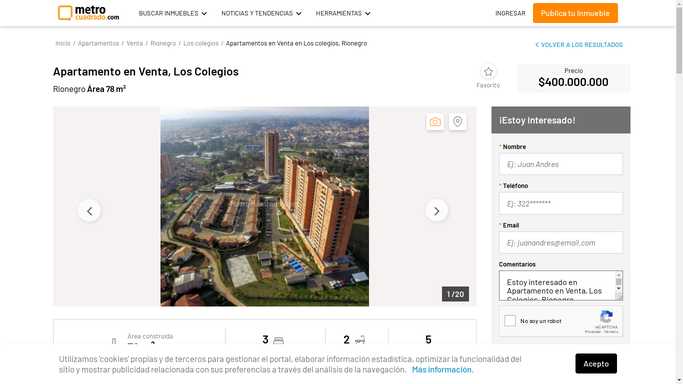 metro
cuadrado.com
BUSCAR INMUEBLES
NOTICIAS Y TENDENCIAS
HERRAMIENTAS
INGRESAR
Publica tu Inmueble
Inicio / Apartamentos / Venta / Rionegro / Los colegios / Apartamentos en Venta en Los colegios, Rionegro
VOLVER A LOS RESULTADOS
Apartamento en Venta, Los Colegios
Rionegro Área 78 m²
Favorito
Precio
$400.000.000
1 / 20
¡Estoy Interesado!
* Nombre
Ej: Juan Andres
* Teléfono
Ej: 322*******
* Email
Ej: juanandres@email.com
Comentarios
Estoy interesado en
Apartamento en Venta, Los
Colegios, Rionegro
No soy un robot
reCAPTCHA
Privacidad - Términos
Área construida
3
2
5
Utilizamos 'cookies' propias y de terceros para gestionar el portal, elaborar información estadística, optimizar la funcionalidad del
sitio y mostrar publicidad relacionada con sus preferencias a través del análisis de la navegación. Más información.
Acepto